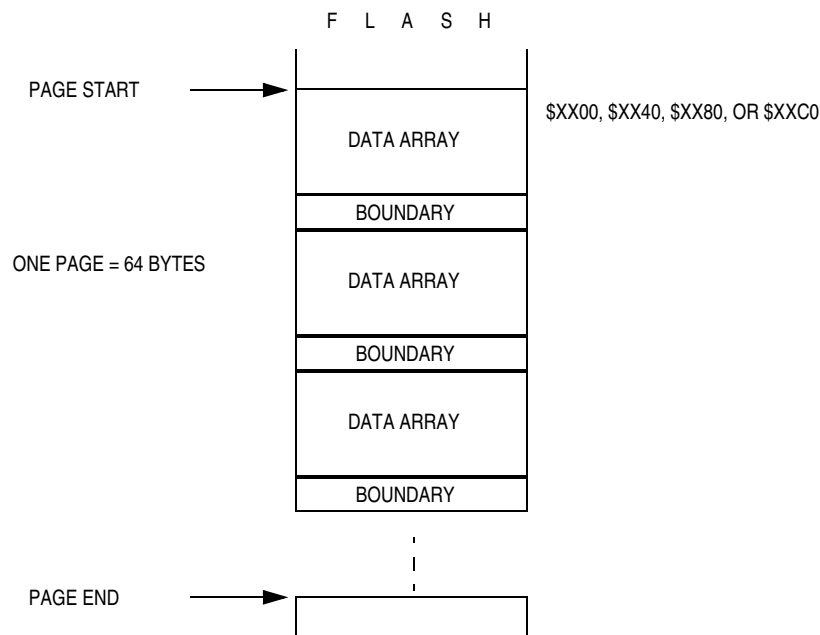 F L A S H
PAGE START
$XX00, $XX40, $XX80, OR $XXC0
DATA ARRAY
BOUNDARY
ONE PAGE = 64 BYTES
DATA ARRAY
BOUNDARY
DATA ARRAY
BOUNDARY
PAGE END